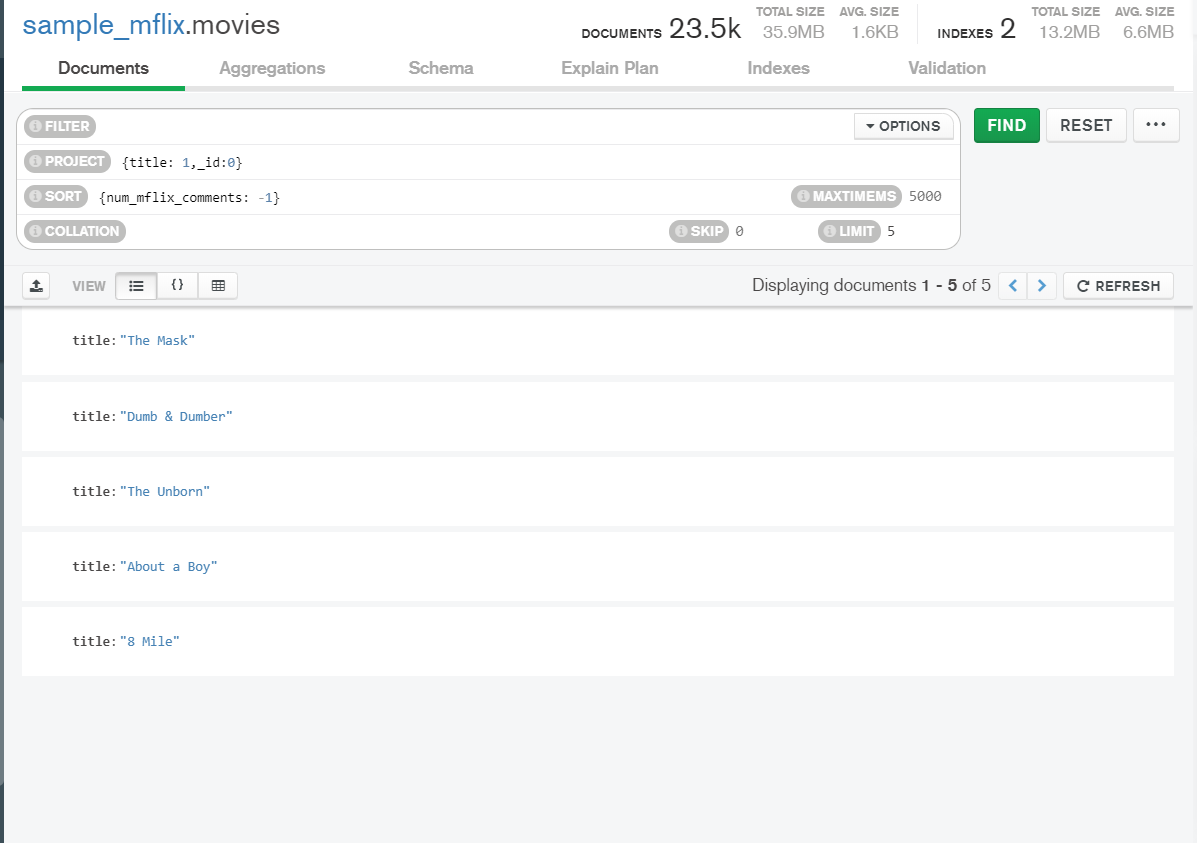 sample_mflix.movies
DOCUMENTS 23.5k TOTAL SIZE 35.9MB AVG. SIZE 1.6KB INDEXES 2 TOTAL SIZE 13.2MB AVG. SIZE 6.6MB
Documents Aggregations Schema Explain Plan Indexes Validation
FILTER OPTIONS FIND RESET ...
PROJECT {title: 1,_id:0}
SORT {num_mflix_comments: -1} MAXTIMEMS 5000
COLLATION SKIP 0 LIMIT 5
VIEW {} Displaying documents 1 - 5 of 5 < > REFRESH
title:"The Mask"
title:"Dumb & Dumber"
title:"The Unborn"
title:"About a Boy"
title:"8 Mile"